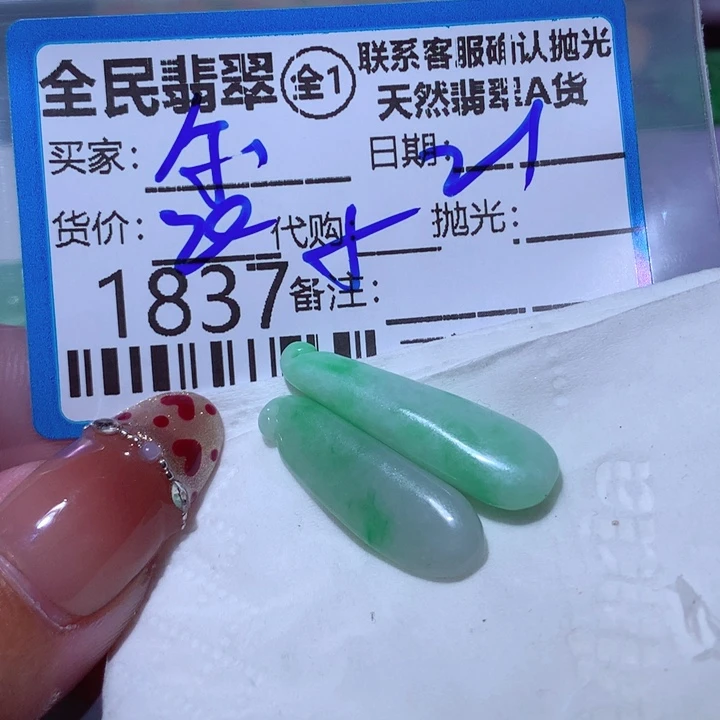 全民翡翠 全1 联系客服确认抛光
天然翡翠A货
买家: 日期: 21
货价: 代购: 抛光:
1837 备注: